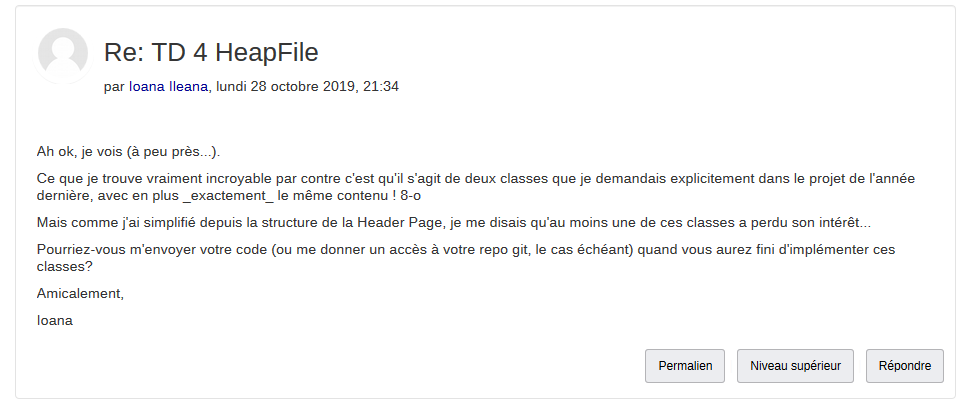 Re: TD 4 HeapFile
par Ioana Ileana, lundi 28 octobre 2019, 21:34
Ah ok, je vois (à peu près...).
Ce que je trouve vraiment incroyable par contre c'est qu'il s'agit de deux classes que je demandais explicitement dans le projet de l'année
dernière, avec en plus _exactement_ le même contenu ! 8-o
Mais comme j'ai simplifié depuis la structure de la Header Page, je me disais qu'au moins une de ces classes a perdu son intérêt...
Pourriez-vous m'envoyer votre code (ou me donner un accès à votre repo git, le cas échéant) quand vous aurez fini d'implémenter ces
classes?
Amicalement,
Ioana
Permalien Niveau supérieur Répondre